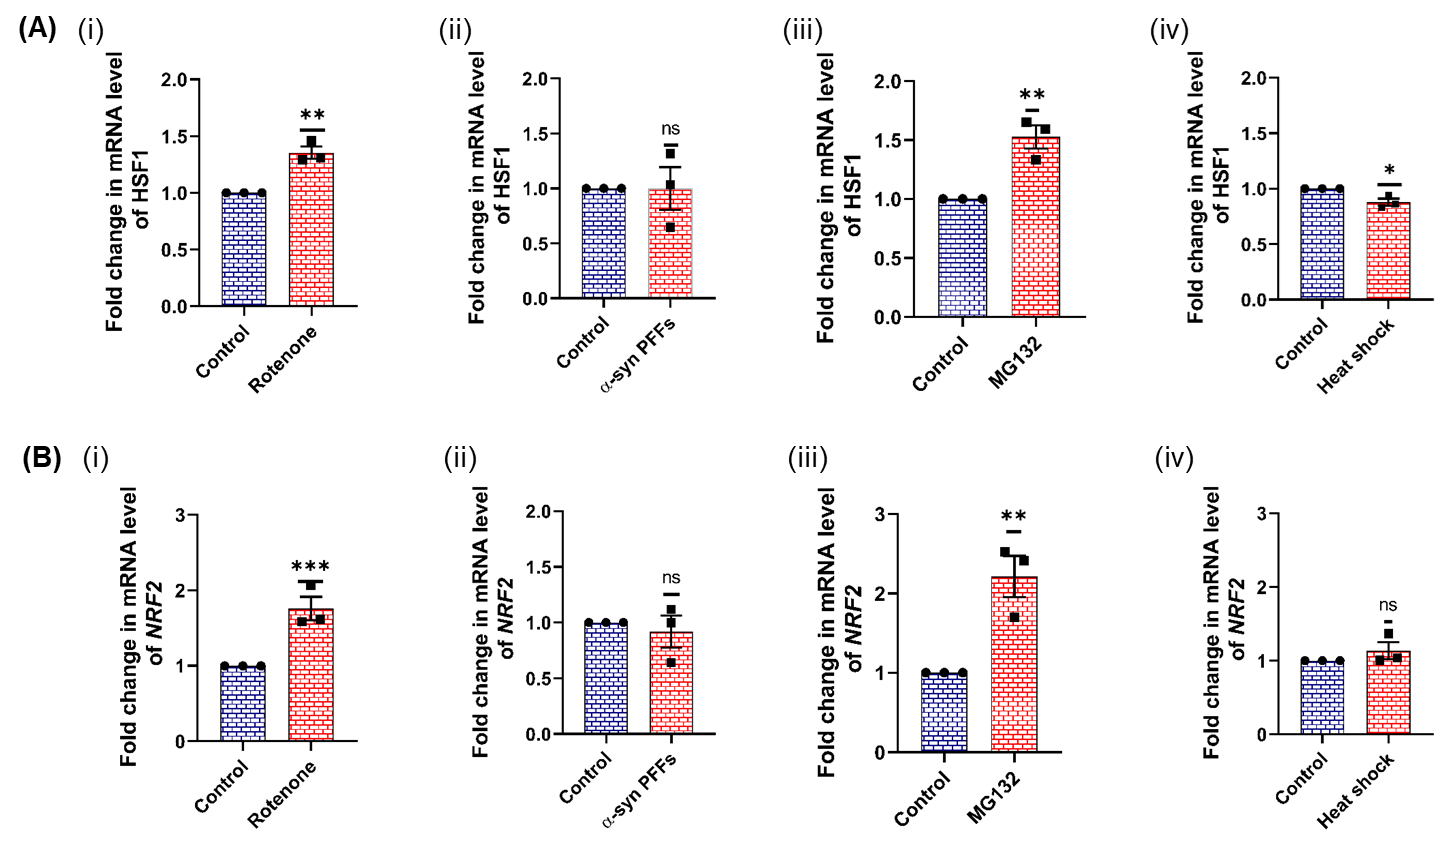 (A) (i) (ii) (iii) (iv)
Fold change in mRNA level
of HSF1
2.0
1.5
1.0
0.5
0.0
**
Control
Rotenone
Fold change in mRNA level
of HSF1
2.0
1.5
1.0
0.5
0.0
ns
Control
α-syn PFFs
Fold change in mRNA level
of HSF1
2.0
1.5
1.0
0.5
0.0
**
Control
MG132
Fold change in mRNA level
of HSF1
2.0
1.5
1.0
0.5
0.0
*
Control
Heat shock
(B) (i) (ii) (iii) (iv)
Fold change in mRNA level
of NRF2
3
2
1
0
***
Control
Rotenone
Fold change in mRNA level
of NRF2
2.0
1.5
1.0
0.5
0.0
ns
Control
α-syn PFFs
Fold change in mRNA level
of NRF2
3
2
1
0
**
Control
MG132
Fold change in mRNA level
of NRF2
3
2
1
0
ns
Control
Heat shock